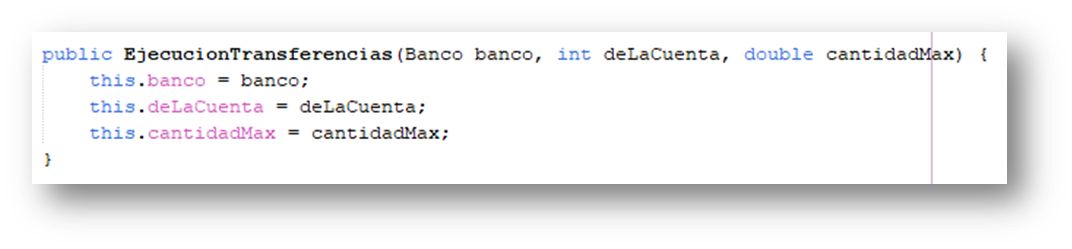 public EjecucionTransferencias(Banco banco, int deLaCuenta, double cantidadMax) {
    this.banco = banco;
    this.deLaCuenta = deLaCuenta;
    this.cantidadMax = cantidadMax;
}